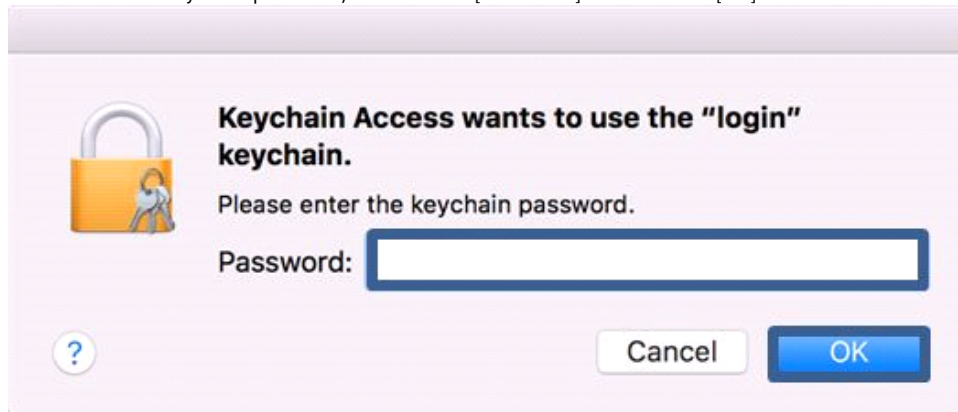 Keychain Access wants to use the “login”
keychain.
Please enter the keychain password.
Password:
?
Cancel
OK